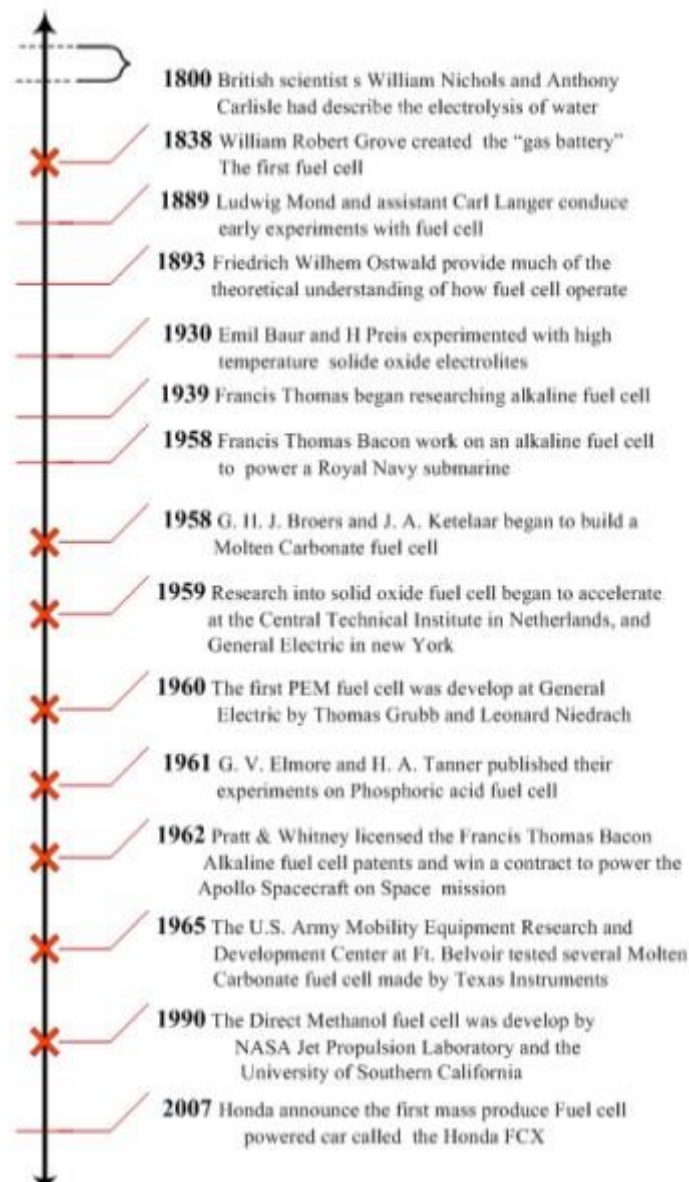 1800 British scientist s William Nichols and Anthony
Carlisle had describe the electrolysis of water
1838 William Robert Grove created the “gas battery”
The first fuel cell
1889 Ludwig Mond and assistant Carl Langer conduce
early experiments with fuel cell
1893 Friedrich Wilhem Ostwald provide much of the
theoretical understanding of how fuel cell operate
1930 Emil Baur and H Preis experimented with high
temperature solide oxide electrolites
1939 Francis Thomas began researching alkaline fuel cell
1958 Francis Thomas Bacon work on an alkaline fuel cell
to power a Royal Navy submarine
1958 G. H. J. Broers and J. A. Ketelaar began to build a
Molten Carbonate fuel cell
1959 Research into solid oxide fuel cell began to accelerate
at the Central Technical Institute in Netherlands, and
General Electric in new York
1960 The first PEM fuel cell was develop at General
Electric by Thomas Grubb and Leonard Niedrach
1961 G. V. Elmore and H. A. Tanner published their
experiments on Phosphoric acid fuel cell
1962 Pratt & Whitney licensed the Francis Thomas Bacon
Alkaline fuel cell patents and win a contract to power the
Apollo Spacecraft on Space mission
1965 The U.S. Army Mobility Equipment Research and
Development Center at Ft. Belvoir tested several Molten
Carbonate fuel cell made by Texas Instruments
1990 The Direct Methanol fuel cell was develop by
NASA Jet Propulsion Laboratory and the
University of Southern California
2007 Honda announce the first mass produce Fuel cell
powered car called the Honda FCX